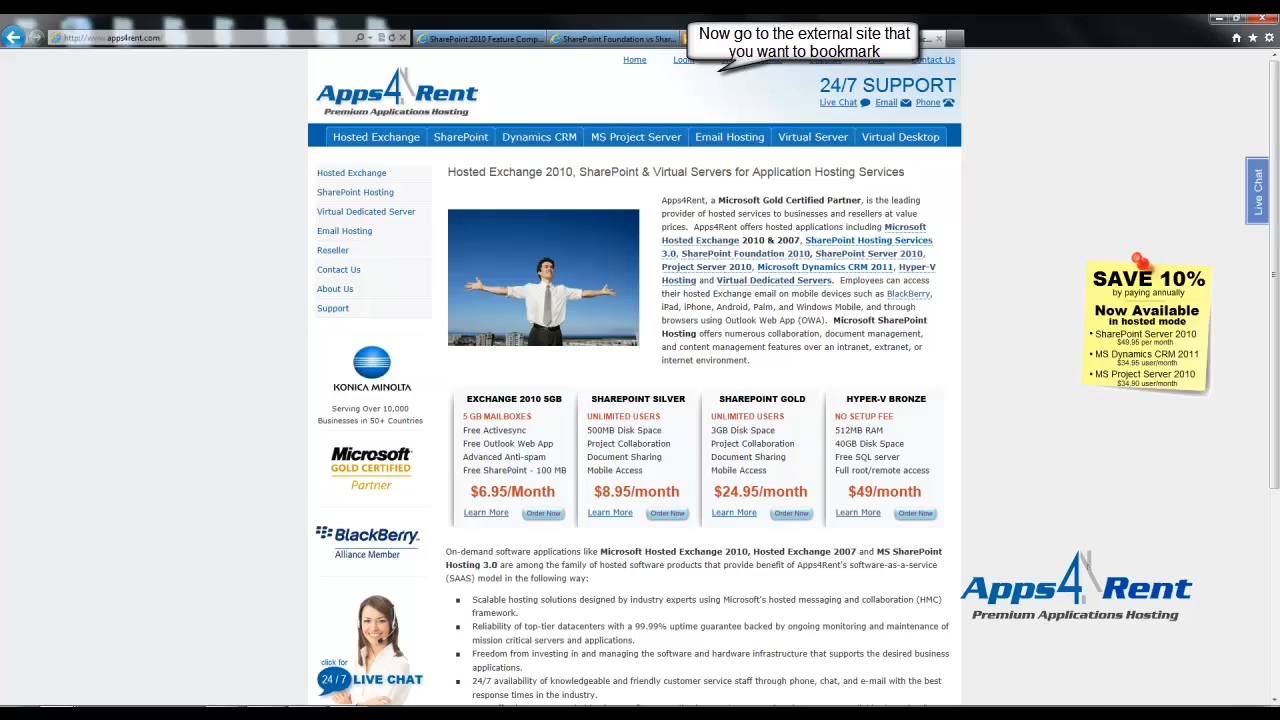 Now go to the external site that
you want to bookmark
http://www.apps4rent.com
SharePoint 2010 Feature Comp...
SharePoint Foundation vs Shar...
Home
Contact Us
Apps4Rent
Premium Applications Hosting
24/7 SUPPORT
Live Chat Email Phone
Hosted Exchange SharePoint Dynamics CRM MS Project Server Email Hosting Virtual Server Virtual Desktop
Hosted Exchange
SharePoint Hosting
Virtual Dedicated Server
Email Hosting
Reseller
Contact Us
About Us
Support
KONICA MINOLTA
Serving Over 10,000
Businesses in 50+ Countries
Microsoft
GOLD CERTIFIED
Partner
BlackBerry.
Alliance Member
click for
24 / 7 LIVE CHAT
Hosted Exchange 2010, SharePoint & Virtual Servers for Application Hosting Services
Apps4Rent, a Microsoft Gold Certified Partner, is the leading
provider of hosted services to businesses and resellers at value
prices. Apps4Rent offers hosted applications including Microsoft
Hosted Exchange 2010 & 2007, SharePoint Hosting Services
3.0, SharePoint Foundation 2010, SharePoint Server 2010,
Project Server 2010, Microsoft Dynamics CRM 2011, Hyper-V
Hosting and Virtual Dedicated Servers. Employees can access
their hosted Exchange email on mobile devices such as BlackBerry,
iPad, iPhone, Android, Palm, and Windows Mobile, and through
browsers using Outlook Web App (OWA). Microsoft SharePoint
Hosting offers numerous collaboration, document management,
and content management features over an intranet, extranet, or
internet environment.
EXCHANGE 2010 5GB
5 GB MAILBOXES
Free Activesync
Free Outlook Web App
Advanced Anti-spam
Free SharePoint - 100 MB
$6.95/Month
Learn More Order Now
SHAREPOINT SILVER
UNLIMITED USERS
500MB Disk Space
Project Collaboration
Document Sharing
Mobile Access
$8.95/month
Learn More Order Now
SHAREPOINT GOLD
UNLIMITED USERS
3GB Disk Space
Project Collaboration
Document Sharing
Mobile Access
$24.95/month
Learn More Order Now
HYPER-V BRONZE
NO SETUP FEE
512MB RAM
40GB Disk Space
Free SQL server
Full root/remote access
$49/month
Learn More Order Now
On-demand software applications like Microsoft Hosted Exchange 2010, Hosted Exchange 2007 and MS SharePoint
Hosting 3.0 are among the family of hosted software products that provide benefit of Apps4Rent's software-as-a-service
(SAAS) model in the following way:
Scalable hosting solutions designed by industry experts using Microsoft's hosted messaging and collaboration (HMC)
framework.
Reliability of top-tier datacenters with a 99.99% uptime guarantee backed by ongoing monitoring and maintenance of
mission critical servers and applications.
Freedom from investing in and managing the software and hardware infrastructure that supports the desired business
applications.
24/7 availability of knowledgeable and friendly customer service staff through phone, chat, and e-mail with the best
response times in the industry.
Live Chat
SAVE 10%
by paying annually
Now Available
in hosted mode
• SharePoint Server 2010
$49.95 per month
• MS Dynamics CRM 2011
$34.95 user/month
• MS Project Server 2010
$34.90 user/month
Apps4Rent
Premium Applications Hosting